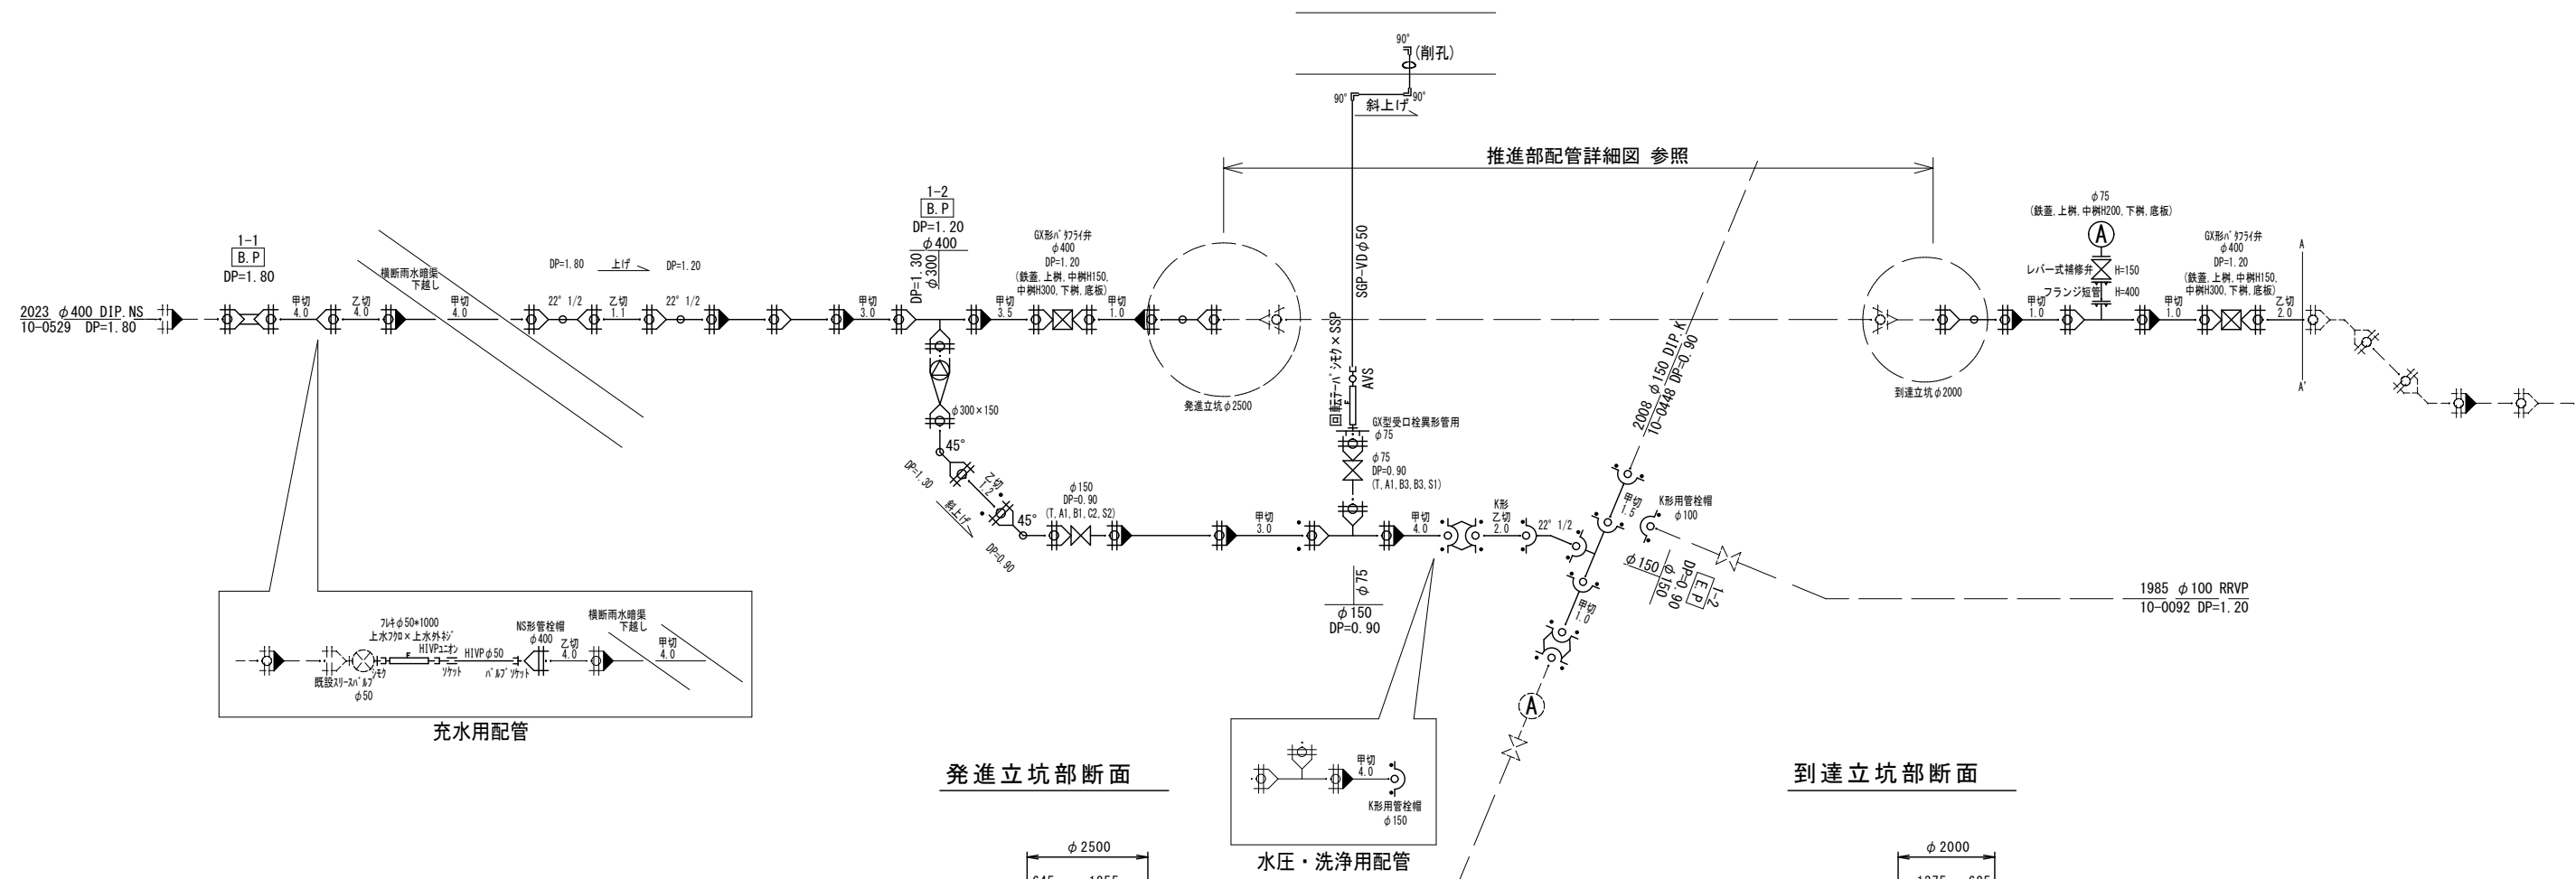 90°
(削孔)
90°
90°
斜上げ
推進部配管詳細図 参照
SGP-VDφ50
1-2
B.P
DP=1.20
φ400
DP=1.30
φ300
1-1
B.P
DP=1.80
横断雨水暗渠
下越し
DP=1.80 上げ DP=1.20
GX形ﾊﾞﾀﾌﾗｲ弁
φ400
DP=1.20
(鉄蓋,上桝,中桝H150,
中桝H300,下桝,底板)
φ75
(鉄蓋,上桝,中桝H200,下桝,底板)
A
レバー式補修弁 H=150
フランジ短管 H=400
GX形ﾊﾞﾀﾌﾗｲ弁
φ400
DP=1.20
(鉄蓋,上桝,中桝H150,
中桝H300,下桝,底板)
A
A'
2023 φ400 DIP.NS
10-0529 DP=1.80
甲切
4.0
乙切
4.0
甲切
4.0
22° 1/2
乙切
1.1
22° 1/2
甲切
3.0
甲切
3.5
甲切
1.0
甲切
1.0
甲切
1.0
乙切
2.0
発進立坑φ2500
到達立坑φ2000
AVS
2008 φ150 DIP.K
10-0448 DP=0.90
φ300×150
45°
DP=1.30
斜上げ
DP=0.90
乙切
1.2
45°
φ150
DP=0.90
(T,A1,B1,C2,S2)
GX型受口栓異形管用
φ75
φ75
DP=0.90
(T,A1,B3,B3,S1)
甲切
3.0
甲切
4.0
K形
乙切
2.0
22° 1/2
甲切
1.5
K形用管栓帽
φ100
φ75
φ150
DP=0.90
甲切
1.0
φ150
φ150
DP=0.90
E.P
1-2
1985 φ100 RRVP
10-0092 DP=1.20
A
ﾌﾚｷφ50*1000
上水ﾌｸﾛ×上水外ﾈｼﾞ
HIVPﾕﾆｵﾝ
HIVPφ50
NS形管栓帽
φ400
乙切
4.0
横断雨水暗渠
下越し
甲切
4.0
既設ｽﾘｰｽﾊﾞﾙﾌﾞ
φ50
ｼﾓｸ
ｿｹｯﾄ
ﾊﾞﾙﾌﾞｿｹｯﾄ
充水用配管
甲切
4.0
K形用管栓帽
φ150
水圧・洗浄用配管
発進立坑部断面
到達立坑部断面
φ2500
φ2000